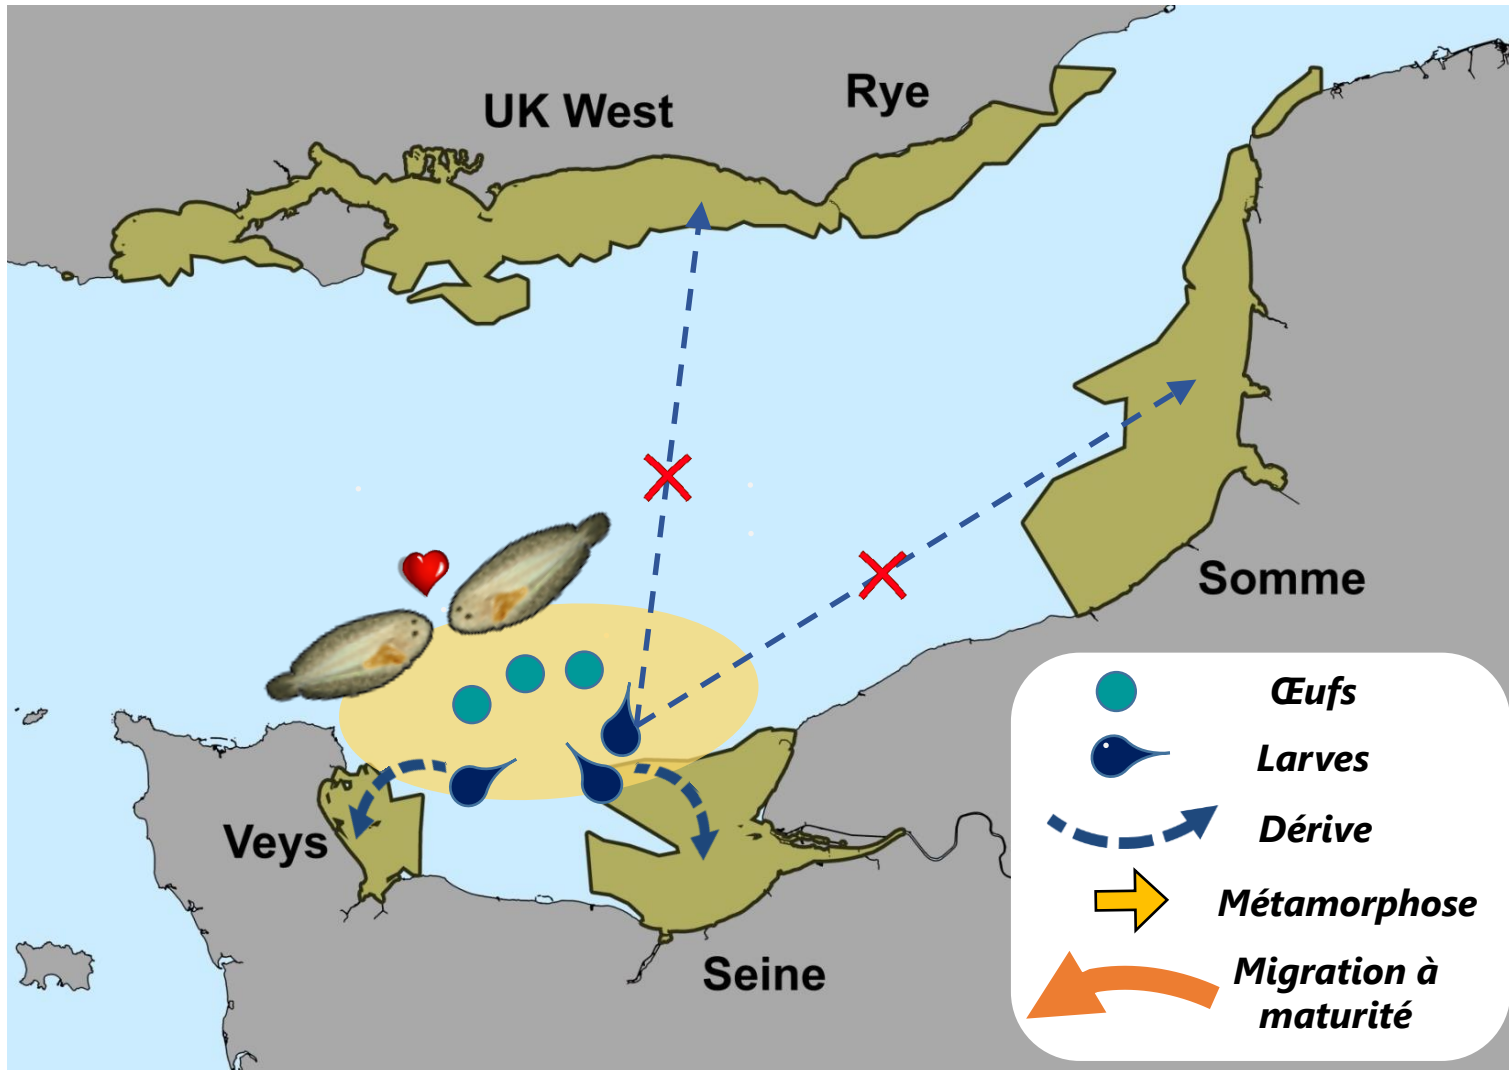 UK West
Rye
Somme
Veys
Seine
Œufs
Larves
Dérive
Métamorphose
Migration à
maturité